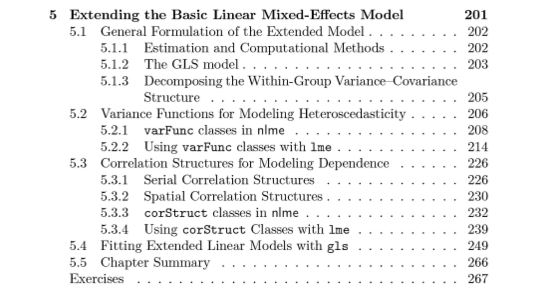 5 Extending the Basic Linear Mixed-Effects Model 201
5.1 General Formulation of the Extended Model . . . . . . . . . 202
5.1.1 Estimation and Computational Methods . . . . . . . 202
5.1.2 The GLS model . . . . . . . . . . . . . . . . . . . . . 203
5.1.3 Decomposing the Within-Group Variance–Covariance
Structure . . . . . . . . . . . . . . . . . . . . . . . . 205
5.2 Variance Functions for Modeling Heteroscedasticity . . . . . 206
5.2.1 varFunc classes in nlme . . . . . . . . . . . . . . . . 208
5.2.2 Using varFunc classes with lme . . . . . . . . . . . . 214
5.3 Correlation Structures for Modeling Dependence . . . . . . 226
5.3.1 Serial Correlation Structures . . . . . . . . . . . . . 226
5.3.2 Spatial Correlation Structures . . . . . . . . . . . . . 230
5.3.3 corStruct classes in nlme . . . . . . . . . . . . . . . 232
5.3.4 Using corStruct Classes with lme . . . . . . . . . . . 239
5.4 Fitting Extended Linear Models with gls . . . . . . . . . . 249
5.5 Chapter Summary . . . . . . . . . . . . . . . . . . . . . . . 266
Exercises . . . . . . . . . . . . . . . . . . . . . . . . . . . . 267